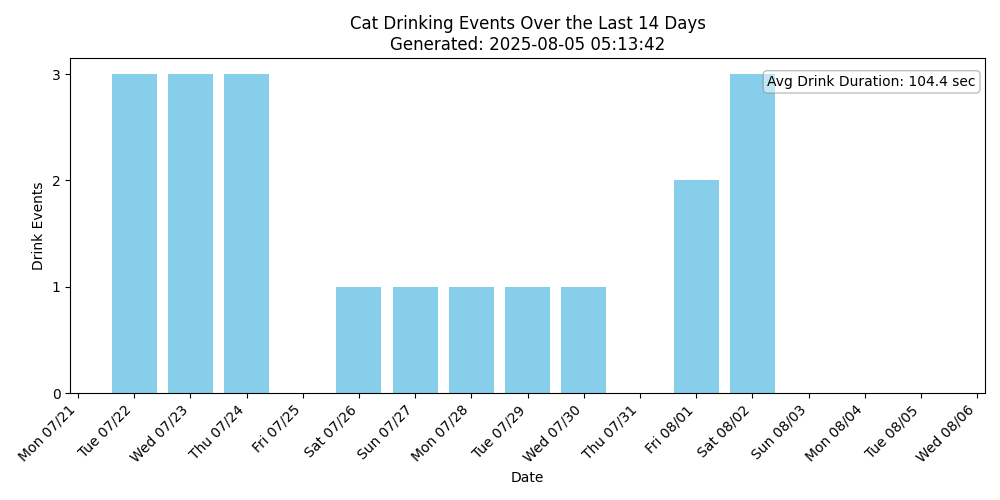 Cat Drinking Events Over the Last 14 Days
Generated: 2025-08-05 05:13:42
Avg Drink Duration: 104.4 sec
Drink Events
3
2
1
0
Mon 07/21
Tue 07/22
Wed 07/23
Thu 07/24
Fri 07/25
Sat 07/26
Sun 07/27
Mon 07/28
Tue 07/29
Wed 07/30
Thu 07/31
Fri 08/01
Sat 08/02
Sun 08/03
Mon 08/04
Tue 08/05
Wed 08/06
Date